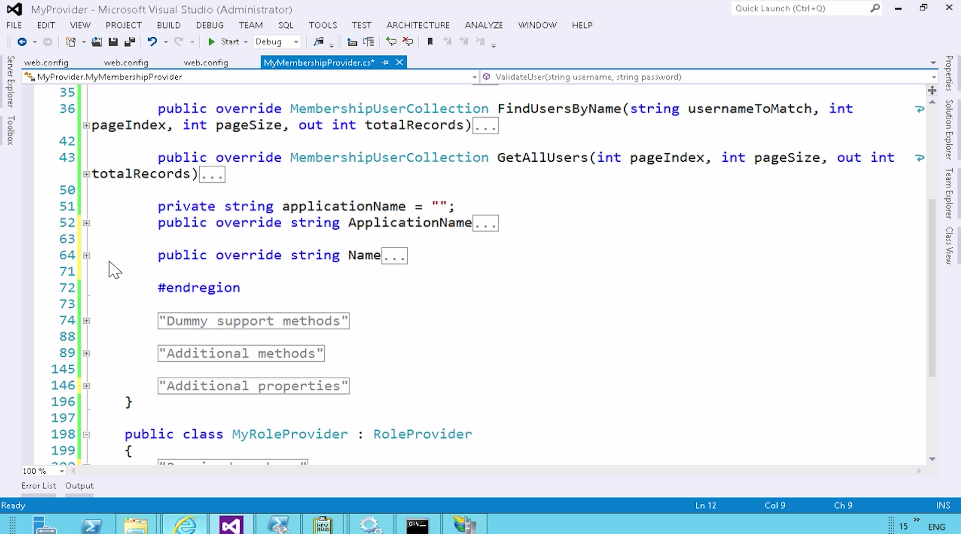 MyProvider - Microsoft Visual Studio (Administrator)
Quick Launch (Ctrl+Q)
FILE EDIT VIEW PROJECT BUILD DEBUG TEAM SQL TOOLS TEST ARCHITECTURE ANALYZE WINDOW HELP
Start Debug
web.config web.config web.config MyMembershipProvider.cs*
MyProvider.MyMembershipProvider ValidateUser(string username, string password)
Server Explorer
Toolbox
Properties
Solution Explorer
Team Explorer
Class View
35
36 public override MembershipUserCollection FindUsersByName(string usernameToMatch, int
pageIndex, int pageSize, out int totalRecords)...
42
43 public override MembershipUserCollection GetAllUsers(int pageIndex, int pageSize, out int
totalRecords)...
50
51 private string applicationName = "";
52 public override string ApplicationName...
63
64 public override string Name...
71
72 #endregion
73
74 "Dummy support methods"
88
89 "Additional methods"
145
146 "Additional properties"
196 }
197
198 public class MyRoleProvider : RoleProvider
199 {
100 %
Error List Output
Ready Ln 12 Col 9 Ch 9 INS
15 ENG